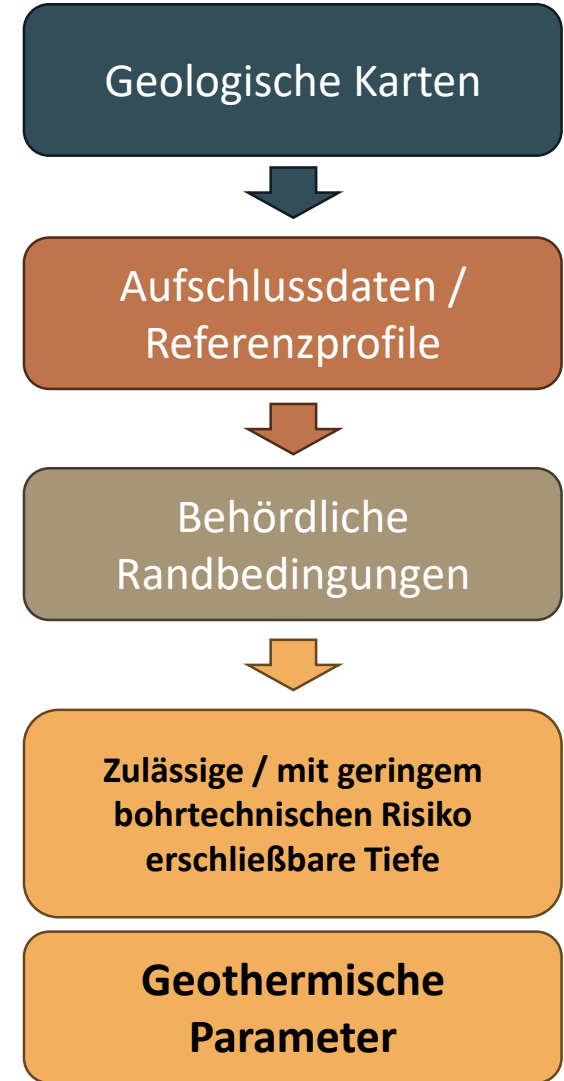 Geologische Karten
Aufschlussdaten /
Referenzprofile
Behördliche
Randbedingungen
Zulässige / mit geringem
bohrtechnischen Risiko
erschließbare Tiefe
Geothermische
Parameter